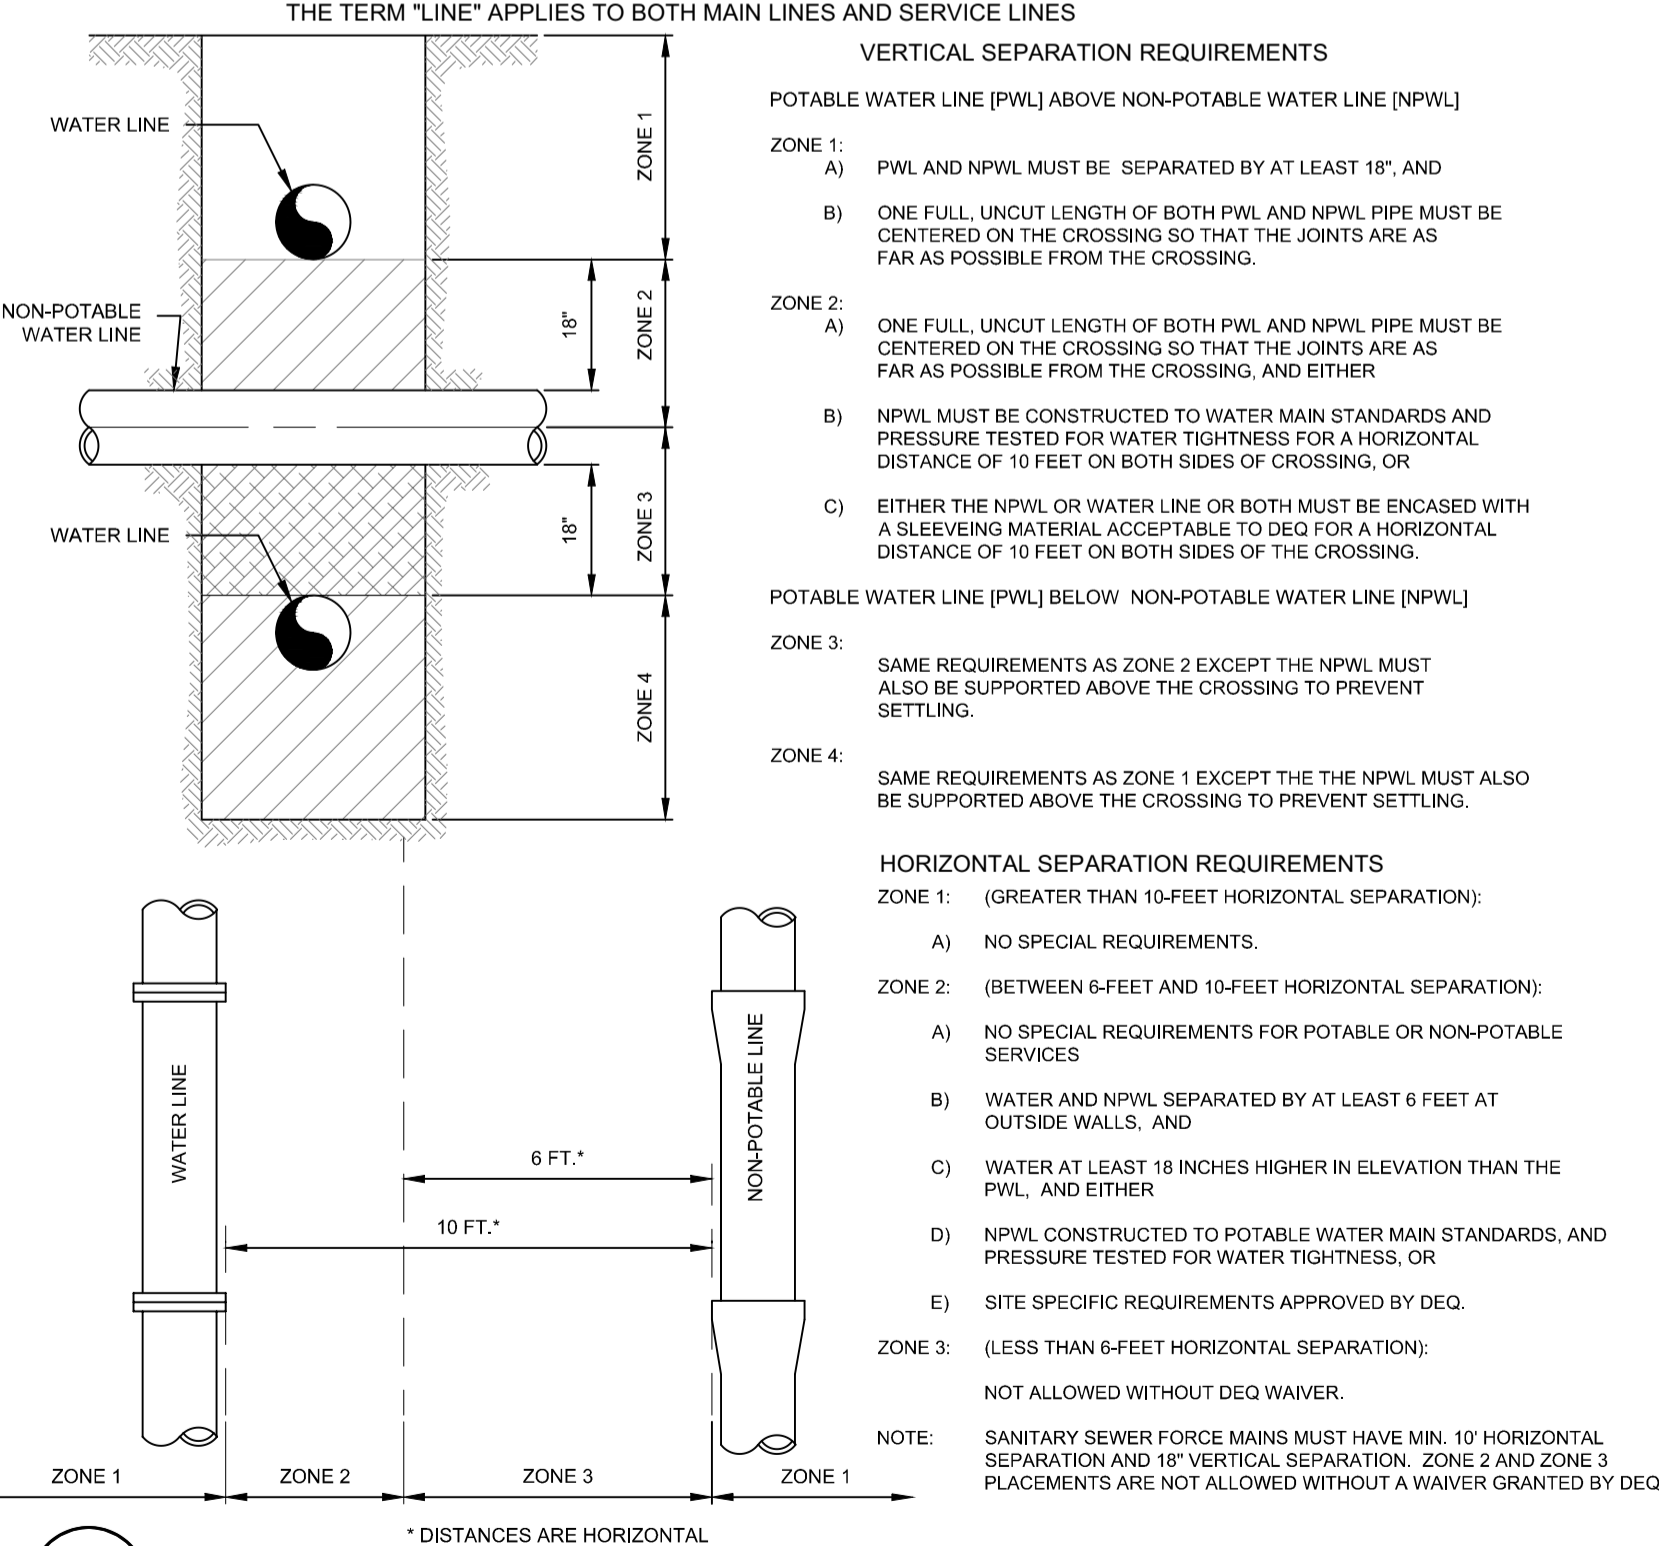 THE TERM "LINE" APPLIES TO BOTH MAIN LINES AND SERVICE LINES
WATER LINE
NON-POTABLE
WATER LINE
WATER LINE
ZONE 1
18"
ZONE 2
18"
ZONE 3
ZONE 4
VERTICAL SEPARATION REQUIREMENTS
POTABLE WATER LINE [PWL] ABOVE NON-POTABLE WATER LINE [NPWL]
ZONE 1:
A) PWL AND NPWL MUST BE SEPARATED BY AT LEAST 18", AND
B) ONE FULL, UNCUT LENGTH OF BOTH PWL AND NPWL PIPE MUST BE
CENTERED ON THE CROSSING SO THAT THE JOINTS ARE AS
FAR AS POSSIBLE FROM THE CROSSING.
ZONE 2:
A) ONE FULL, UNCUT LENGTH OF BOTH PWL AND NPWL PIPE MUST BE
CENTERED ON THE CROSSING SO THAT THE JOINTS ARE AS
FAR AS POSSIBLE FROM THE CROSSING, AND EITHER
B) NPWL MUST BE CONSTRUCTED TO WATER MAIN STANDARDS AND
PRESSURE TESTED FOR WATER TIGHTNESS FOR A HORIZONTAL
DISTANCE OF 10 FEET ON BOTH SIDES OF CROSSING, OR
C) EITHER THE NPWL OR WATER LINE OR BOTH MUST BE ENCASED WITH
A SLEEVEING MATERIAL ACCEPTABLE TO DEQ FOR A HORIZONTAL
DISTANCE OF 10 FEET ON BOTH SIDES OF THE CROSSING.
POTABLE WATER LINE [PWL] BELOW NON-POTABLE WATER LINE [NPWL]
ZONE 3:
SAME REQUIREMENTS AS ZONE 2 EXCEPT THE NPWL MUST
ALSO BE SUPPORTED ABOVE THE CROSSING TO PREVENT
SETTLING.
ZONE 4:
SAME REQUIREMENTS AS ZONE 1 EXCEPT THE THE NPWL MUST ALSO
BE SUPPORTED ABOVE THE CROSSING TO PREVENT SETTLING.
HORIZONTAL SEPARATION REQUIREMENTS
ZONE 1: (GREATER THAN 10-FEET HORIZONTAL SEPARATION):
A) NO SPECIAL REQUIREMENTS.
ZONE 2: (BETWEEN 6-FEET AND 10-FEET HORIZONTAL SEPARATION):
A) NO SPECIAL REQUIREMENTS FOR POTABLE OR NON-POTABLE
SERVICES
B) WATER AND NPWL SEPARATED BY AT LEAST 6 FEET AT
OUTSIDE WALLS, AND
C) WATER AT LEAST 18 INCHES HIGHER IN ELEVATION THAN THE
PWL, AND EITHER
D) NPWL CONSTRUCTED TO POTABLE WATER MAIN STANDARDS, AND
PRESSURE TESTED FOR WATER TIGHTNESS, OR
E) SITE SPECIFIC REQUIREMENTS APPROVED BY DEQ.
ZONE 3: (LESS THAN 6-FEET HORIZONTAL SEPARATION):
NOT ALLOWED WITHOUT DEQ WAIVER.
NOTE: SANITARY SEWER FORCE MAINS MUST HAVE MIN. 10' HORIZONTAL
SEPARATION AND 18" VERTICAL SEPARATION. ZONE 2 AND ZONE 3
PLACEMENTS ARE NOT ALLOWED WITHOUT A WAIVER GRANTED BY DEQ
WATER LINE
6 FT.*
10 FT.*
NON-POTABLE LINE
ZONE 1
ZONE 2
ZONE 3
ZONE 1
* DISTANCES ARE HORIZONTAL